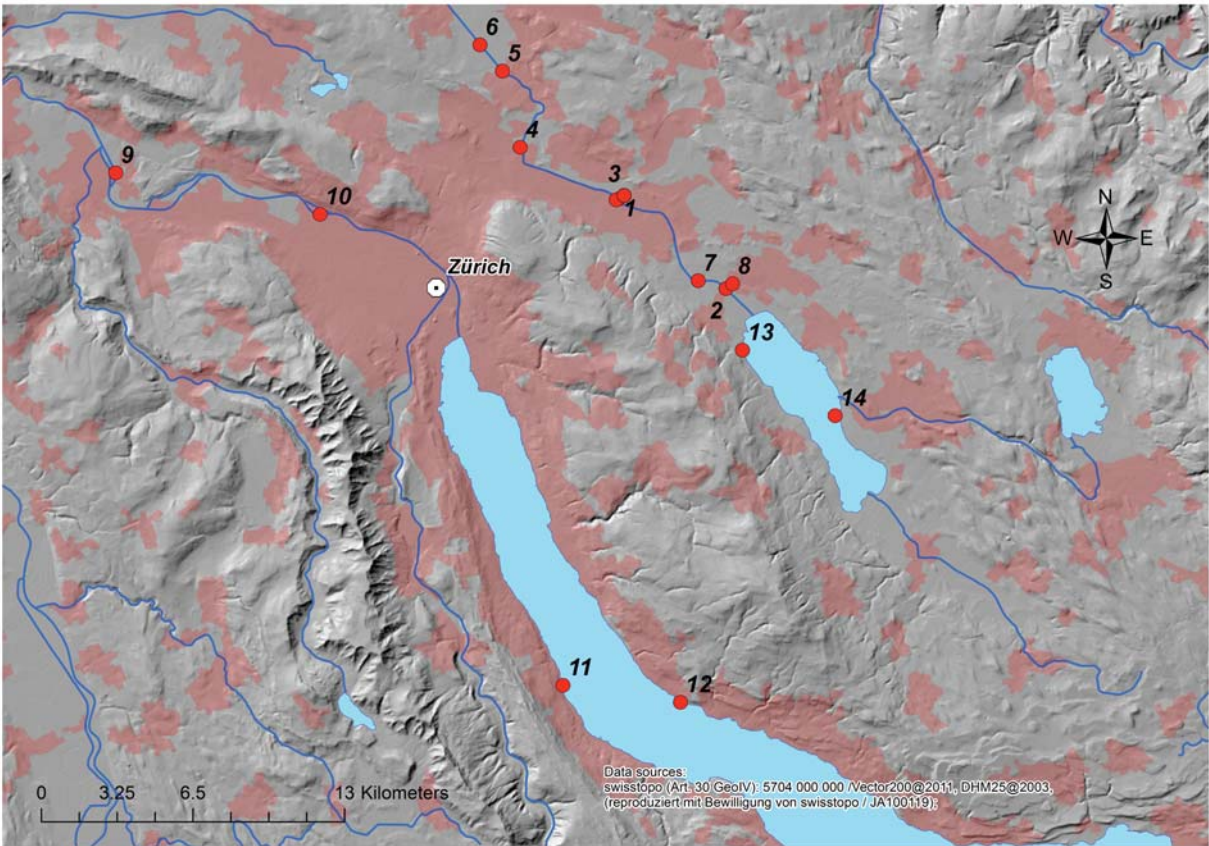 6
5
4
9
3
10
1
N
W E
S
Zürich
7
8
2
13
14
11
12
Data sources:
swisstopo (Art. 30 GeoIV): 5704 000 000 /Vector200@2011, DHM25@2003,
(reproduziert mit Bewilligung von swisstopo / JA100119);
0 3.25 6.5 13 Kilometers